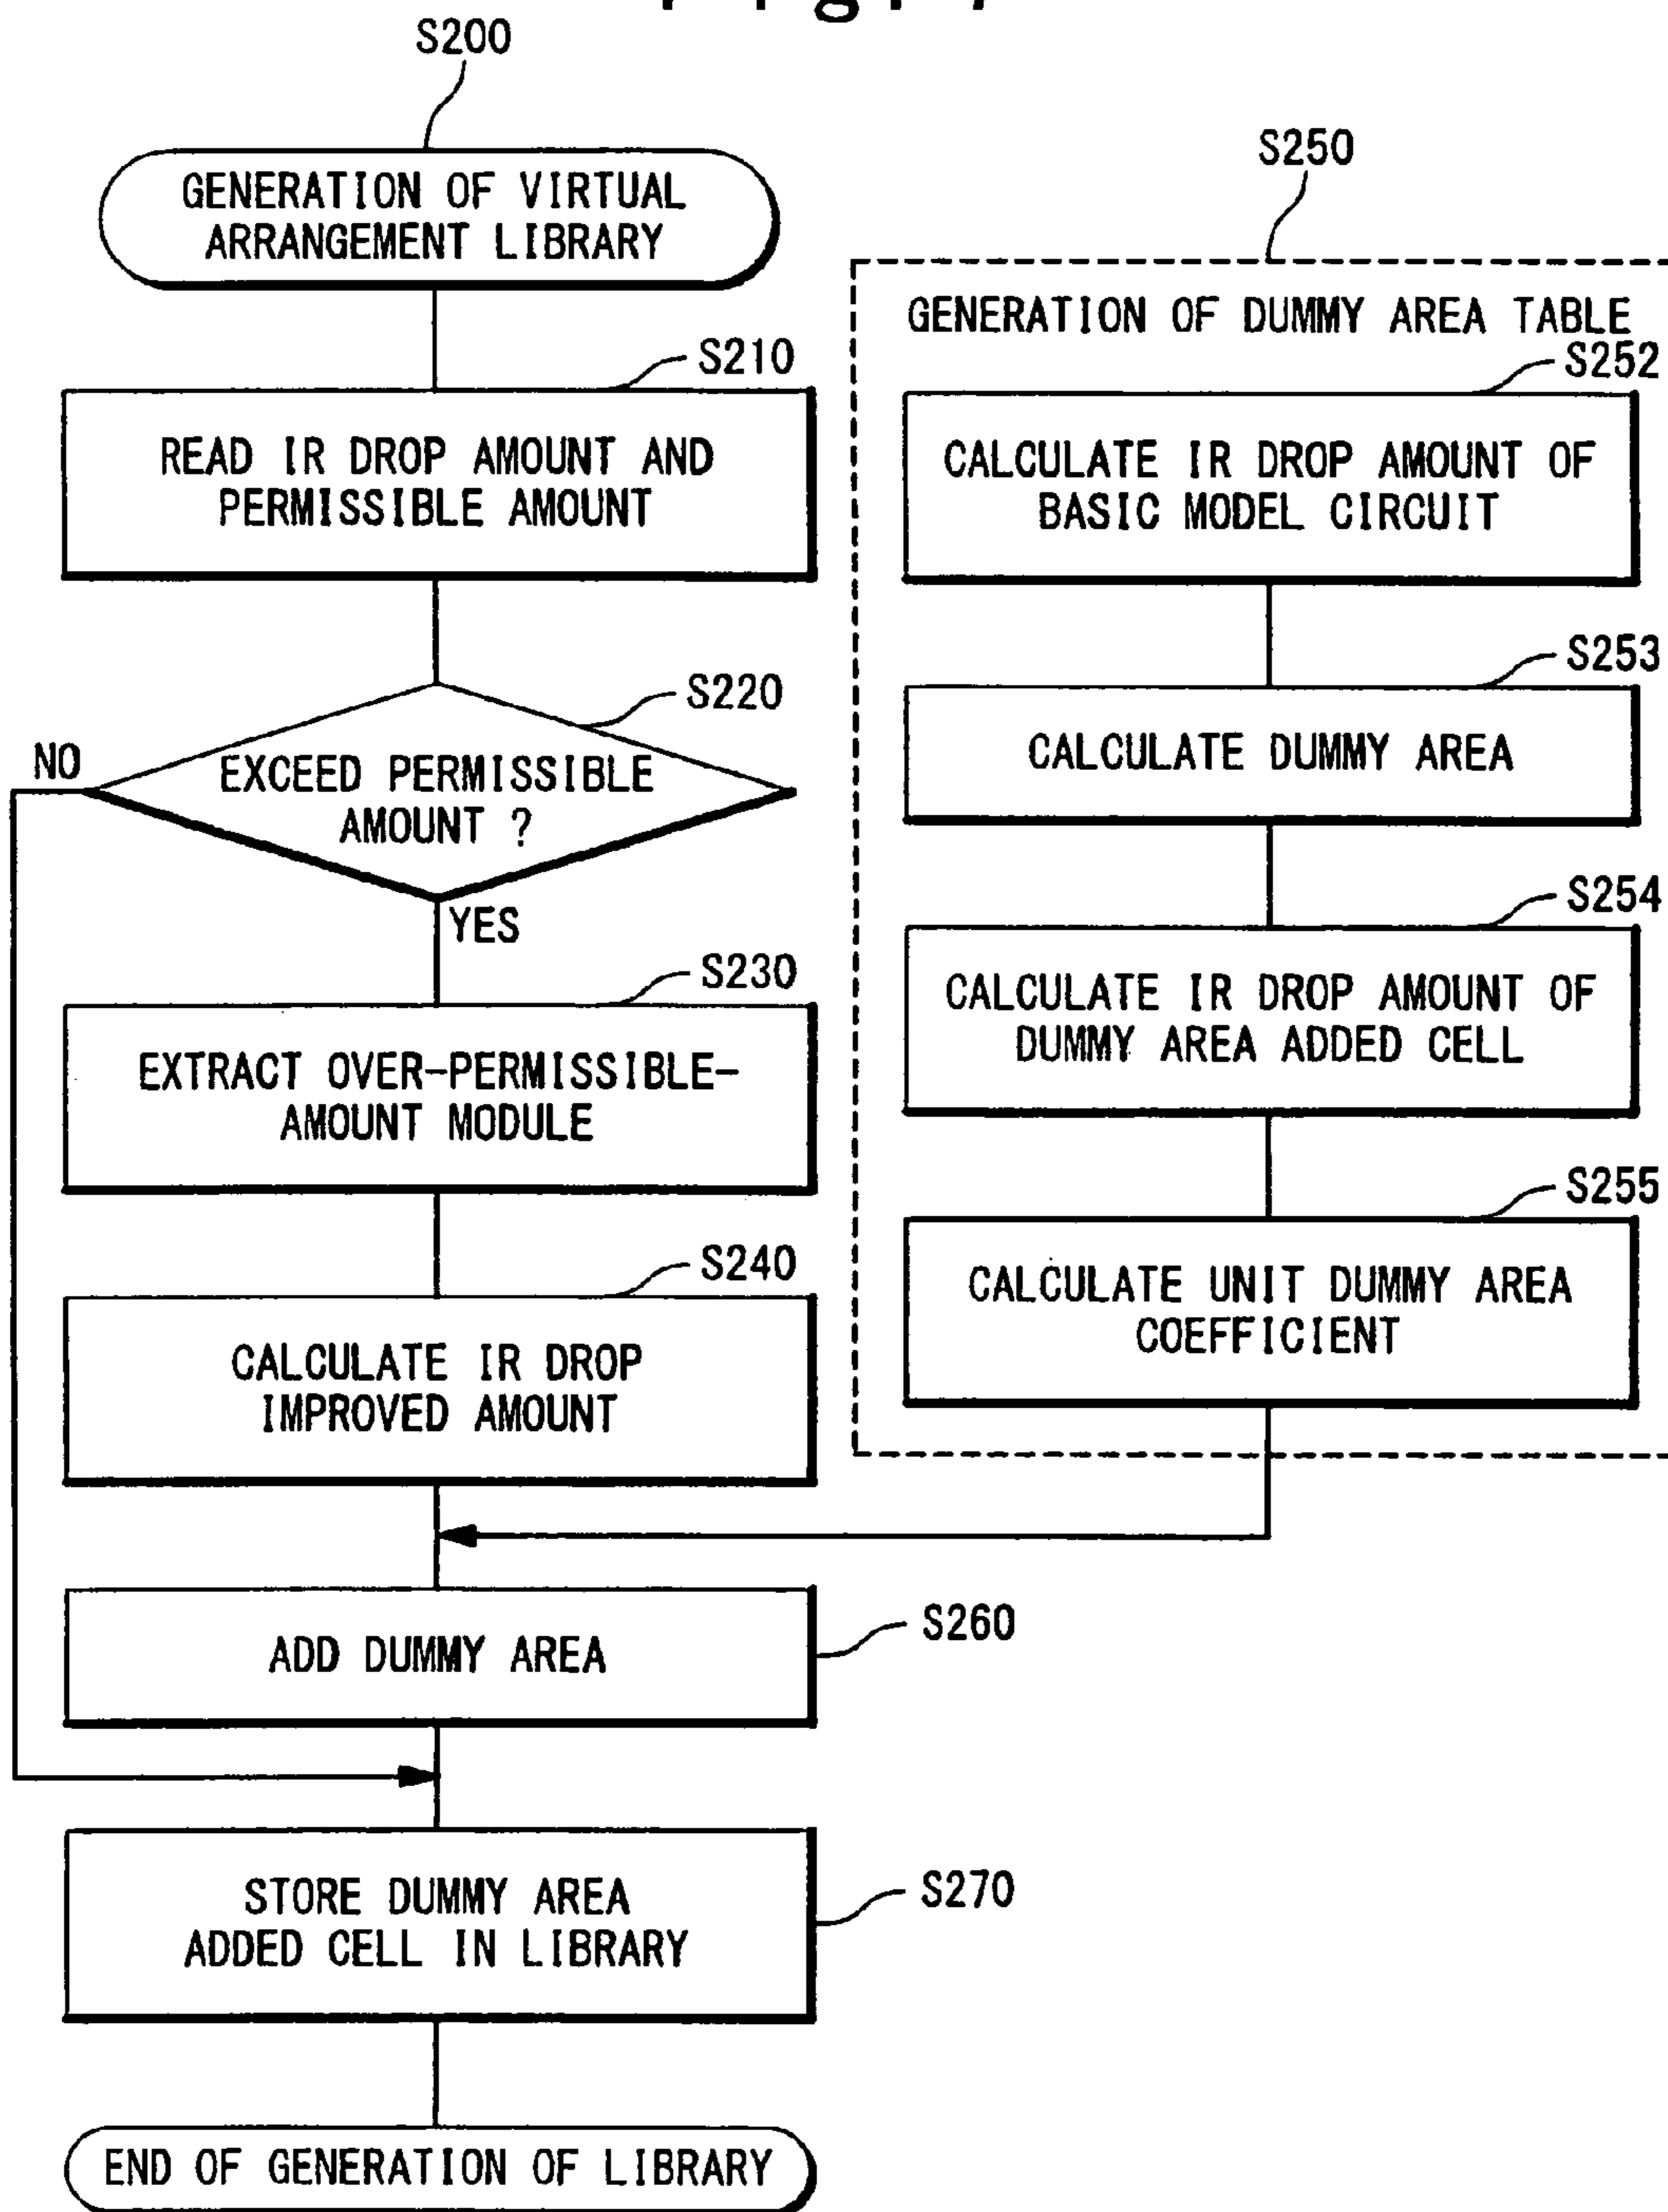 S200
GENERATION OF VIRTUAL
ARRANGEMENT LIBRARY
S210
READ IR DROP AMOUNT AND
PERMISSIBLE AMOUNT
S220
NO
EXCEED PERMISSIBLE
AMOUNT ?
YES
S230
EXTRACT OVER-PERMISSIBLE-
AMOUNT MODULE
S240
CALCULATE IR DROP
IMPROVED AMOUNT
S250
GENERATION OF DUMMY AREA TABLE
S252
CALCULATE IR DROP AMOUNT OF
BASIC MODEL CIRCUIT
S253
CALCULATE DUMMY AREA
S254
CALCULATE IR DROP AMOUNT OF
DUMMY AREA ADDED CELL
S255
CALCULATE UNIT DUMMY AREA
COEFFICIENT
S260
ADD DUMMY AREA
S270
STORE DUMMY AREA
ADDED CELL IN LIBRARY
END OF GENERATION OF LIBRARY